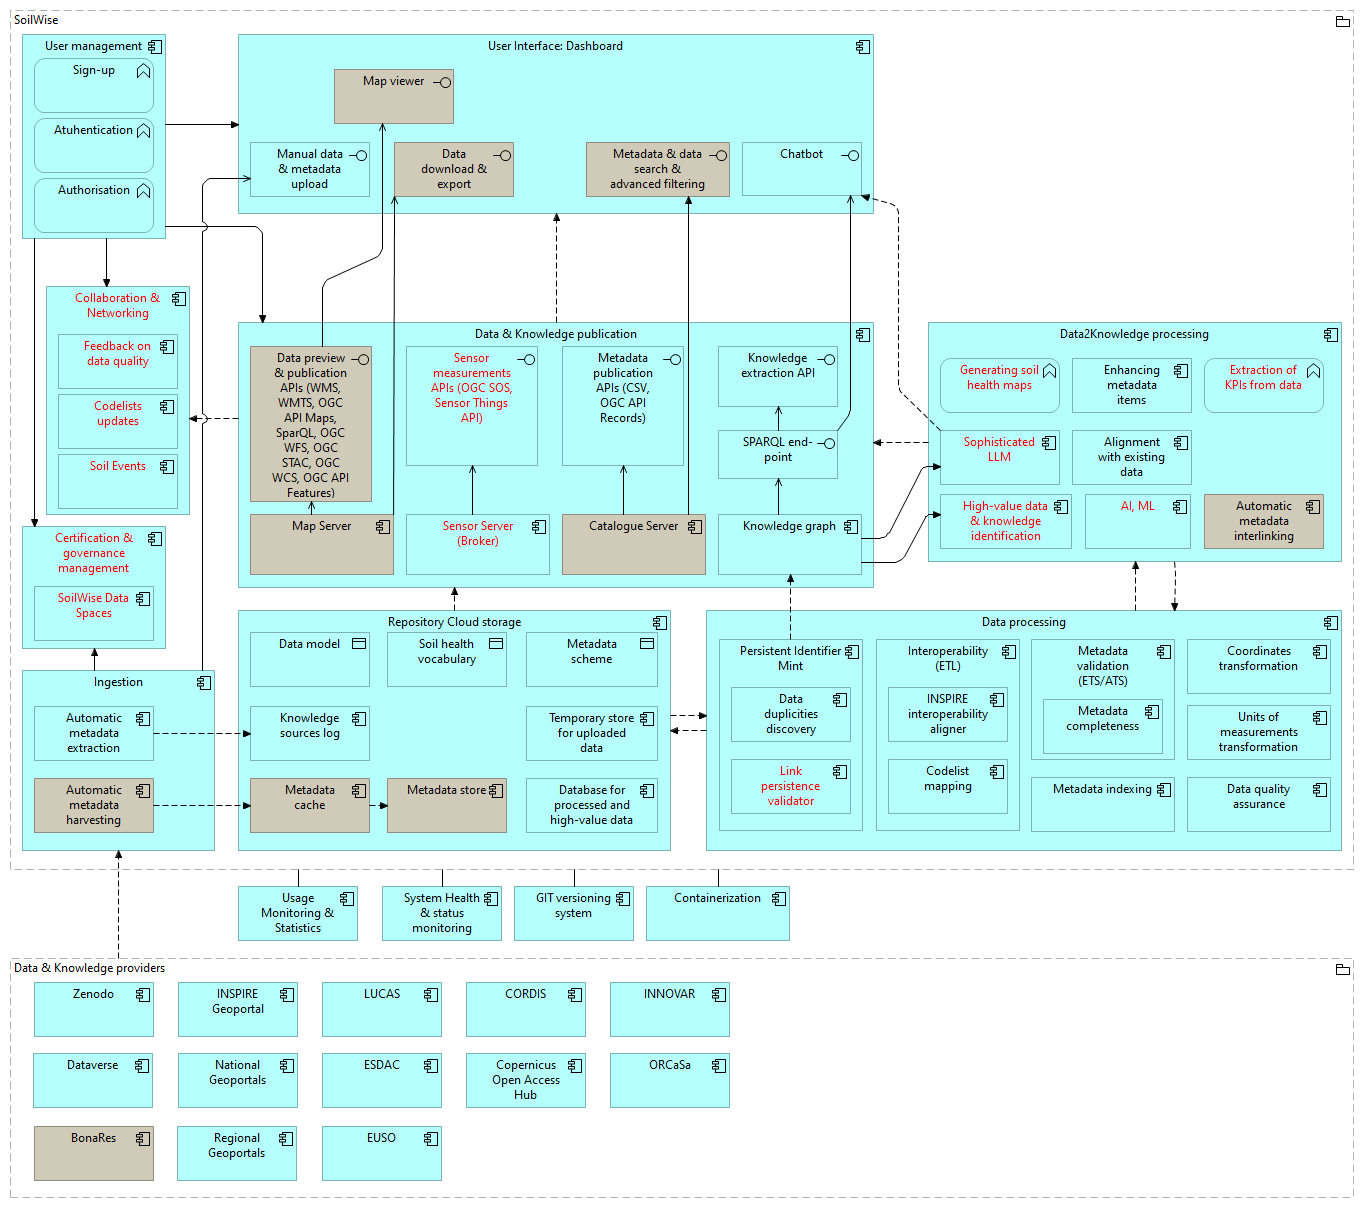 SoilWise
User management
Sign-up
Atuhentication
Authorisation
User Interface: Dashboard
Map viewer
Manual data
& metadata
upload
Data
download &
export
Metadata & data
search &
advanced filtering
Chatbot
Collaboration &
Networking
Feedback on
data quality
Codelists
updates
Soil Events
Data & Knowledge publication
Data preview
& publication
APIs (WMS,
WMTS, OGC
API Maps,
SparQL, OGC
WFS, OGC
STAC, OGC
WCS, OGC API
Features)
Sensor
measurements
APIs (OGC SOS,
Sensor Things
API)
Metadata
publication
APIs (CSV,
OGC API
Records)
Knowledge
extraction API
SPARQL end-
point
Map Server
Sensor Server
(Broker)
Catalogue Server
Knowledge graph
Data2Knowledge processing
Generating soil
health maps
Enhancing
metadata
items
Extraction of
KPIs from data
Sophisticated
LLM
Alignment
with existing
data
High-value data
& knowledge
identification
AI, ML
Automatic
metadata
interlinking
Certification &
governance
management
SoilWise Data
Spaces
Ingestion
Automatic
metadata
extraction
Automatic
metadata
harvesting
Repository Cloud storage
Data model
Soil health
vocabulary
Metadata
scheme
Knowledge
sources log
Temporary store
for uploaded
data
Metadata
cache
Metadata store
Database for
processed and
high-value data
Data processing
Persistent Identifier
Mint
Data
duplicities
discovery
Link
persistence
validator
Interoperability
(ETL)
INSPIRE
interoperability
aligner
Codelist
mapping
Metadata
validation
(ETS/ATS)
Metadata
completeness
Metadata indexing
Coordinates
transformation
Units of
measurements
transformation
Data quality
assurance
Usage
Monitoring &
Statistics
System Health
& status
monitoring
GIT versioning
system
Containerization
Data & Knowledge providers
Zenodo
INSPIRE
Geoportal
LUCAS
CORDIS
INNOVAR
Dataverse
National
Geoportals
ESDAC
Copernicus
Open Access
Hub
ORCaSa
BonaRes
Regional
Geoportals
EUSO